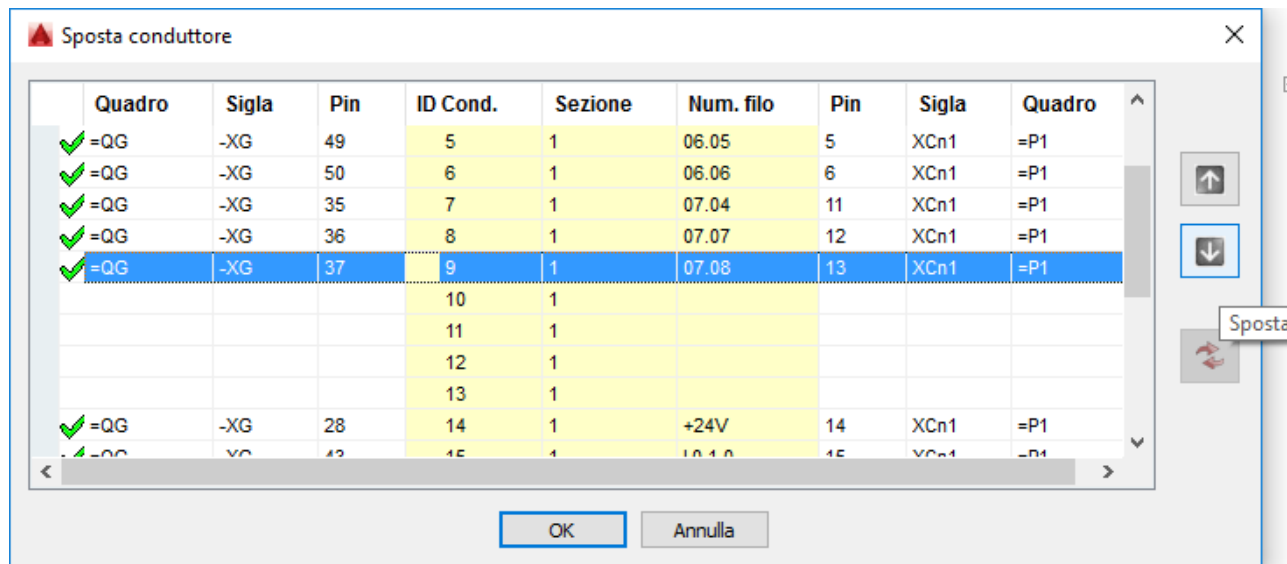 Sposta conduttore
Quadro Sigla Pin ID Cond. Sezione Num. filo Pin Sigla Quadro
=QG -XG 49 5 1 06.05 5 XCn1 =P1
=QG -XG 50 6 1 06.06 6 XCn1 =P1
=QG -XG 35 7 1 07.04 11 XCn1 =P1
=QG -XG 36 8 1 07.07 12 XCn1 =P1
=QG -XG 37 9 1 07.08 13 XCn1 =P1
10 1
11 1
12 1
13 1
=QG -XG 28 14 1 +24V 14 XCn1 =P1
Sposta
OK Annulla